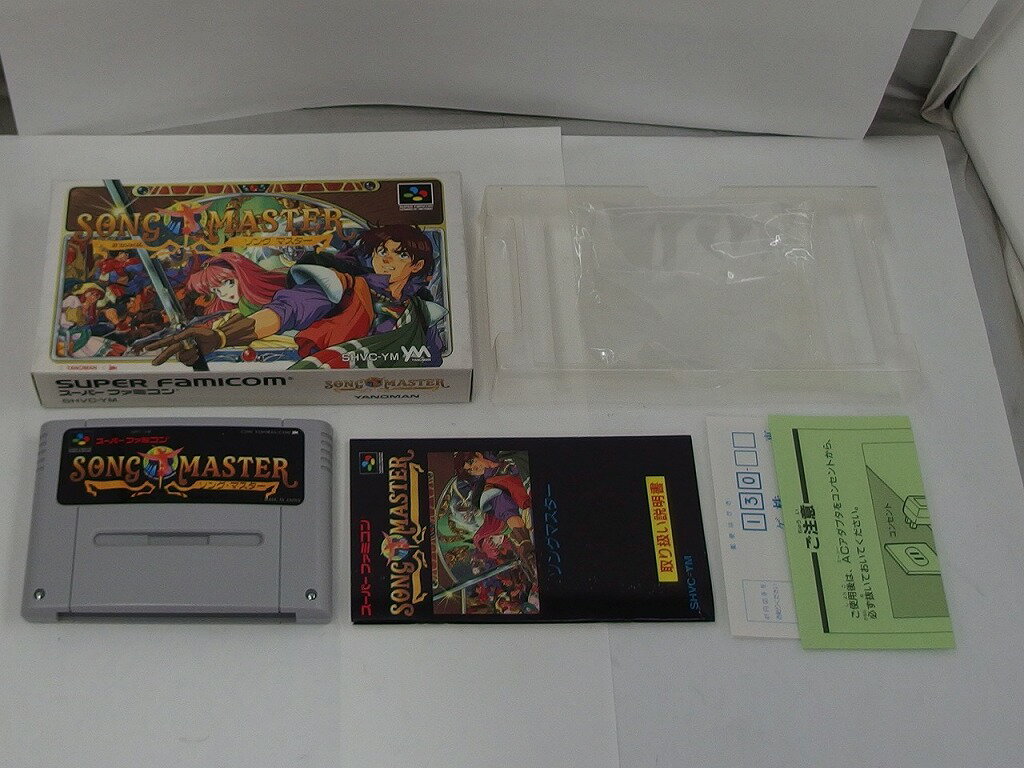 SONG MASTER
ソングマスター
SHVC-YM
YM
SUPER FAMICOM
スーパーファミコン
SHVC-YM
SONG MASTER
YANOMAN
スーパーファミコン
SONG MASTER
ソング・マスター
スーパーファミコン
SONG MASTER
ソングマスター
取り扱い説明書
SHVC-YM
130-
ご注意
ご使用後は、ACアダプタをコンセントから、
必ず抜いておいてください。
コンセント